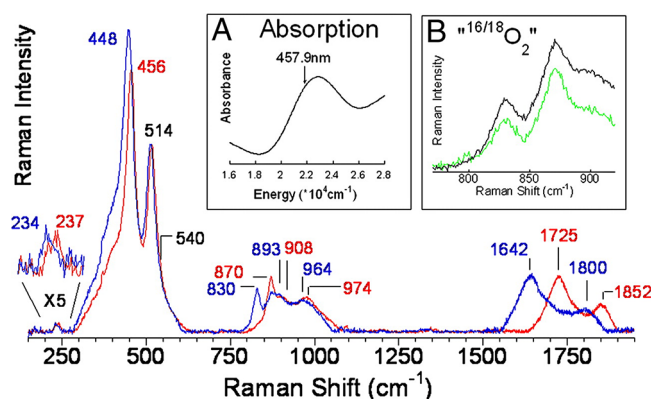 A Absorption
457.9nm
Absorbance
1.6 1.8 2.0 2.2 2.4 2.6 2.8
Energy (*10⁴cm⁻¹)
B "¹⁶/¹⁸O₂"
Raman Intensity
800 850 900
Raman Shift (cm⁻¹)
Raman Intensity
448
456
514
540
234 237
X5
893 908
870 964
830 974
1642 1725 1800
1852
250 500 750 1000 1250 1500 1750
Raman Shift (cm⁻¹)